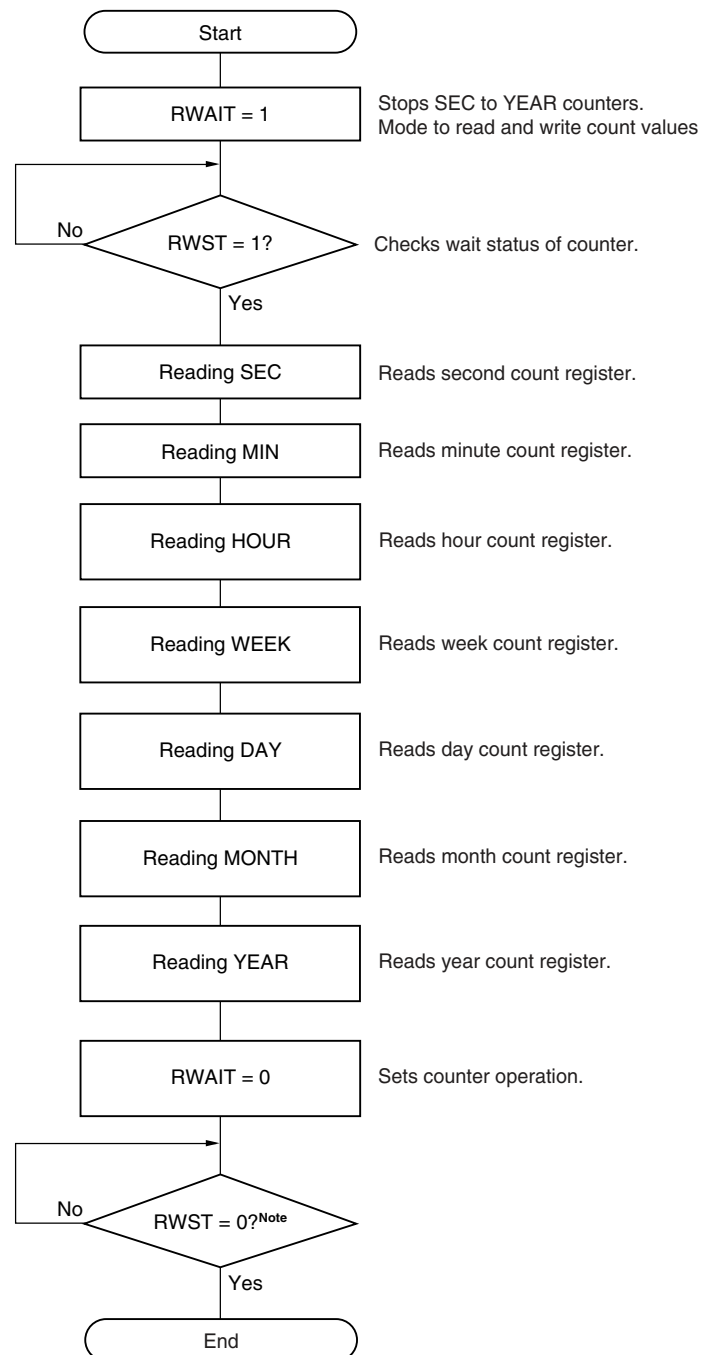 Start
RWAIT = 1
Stops SEC to YEAR counters.
Mode to read and write count values
No
RWST = 1?
Checks wait status of counter.
Yes
Reading SEC
Reads second count register.
Reading MIN
Reads minute count register.
Reading HOUR
Reads hour count register.
Reading WEEK
Reads week count register.
Reading DAY
Reads day count register.
Reading MONTH
Reads month count register.
Reading YEAR
Reads year count register.
RWAIT = 0
Sets counter operation.
No
RWST = 0?Note
Yes
End